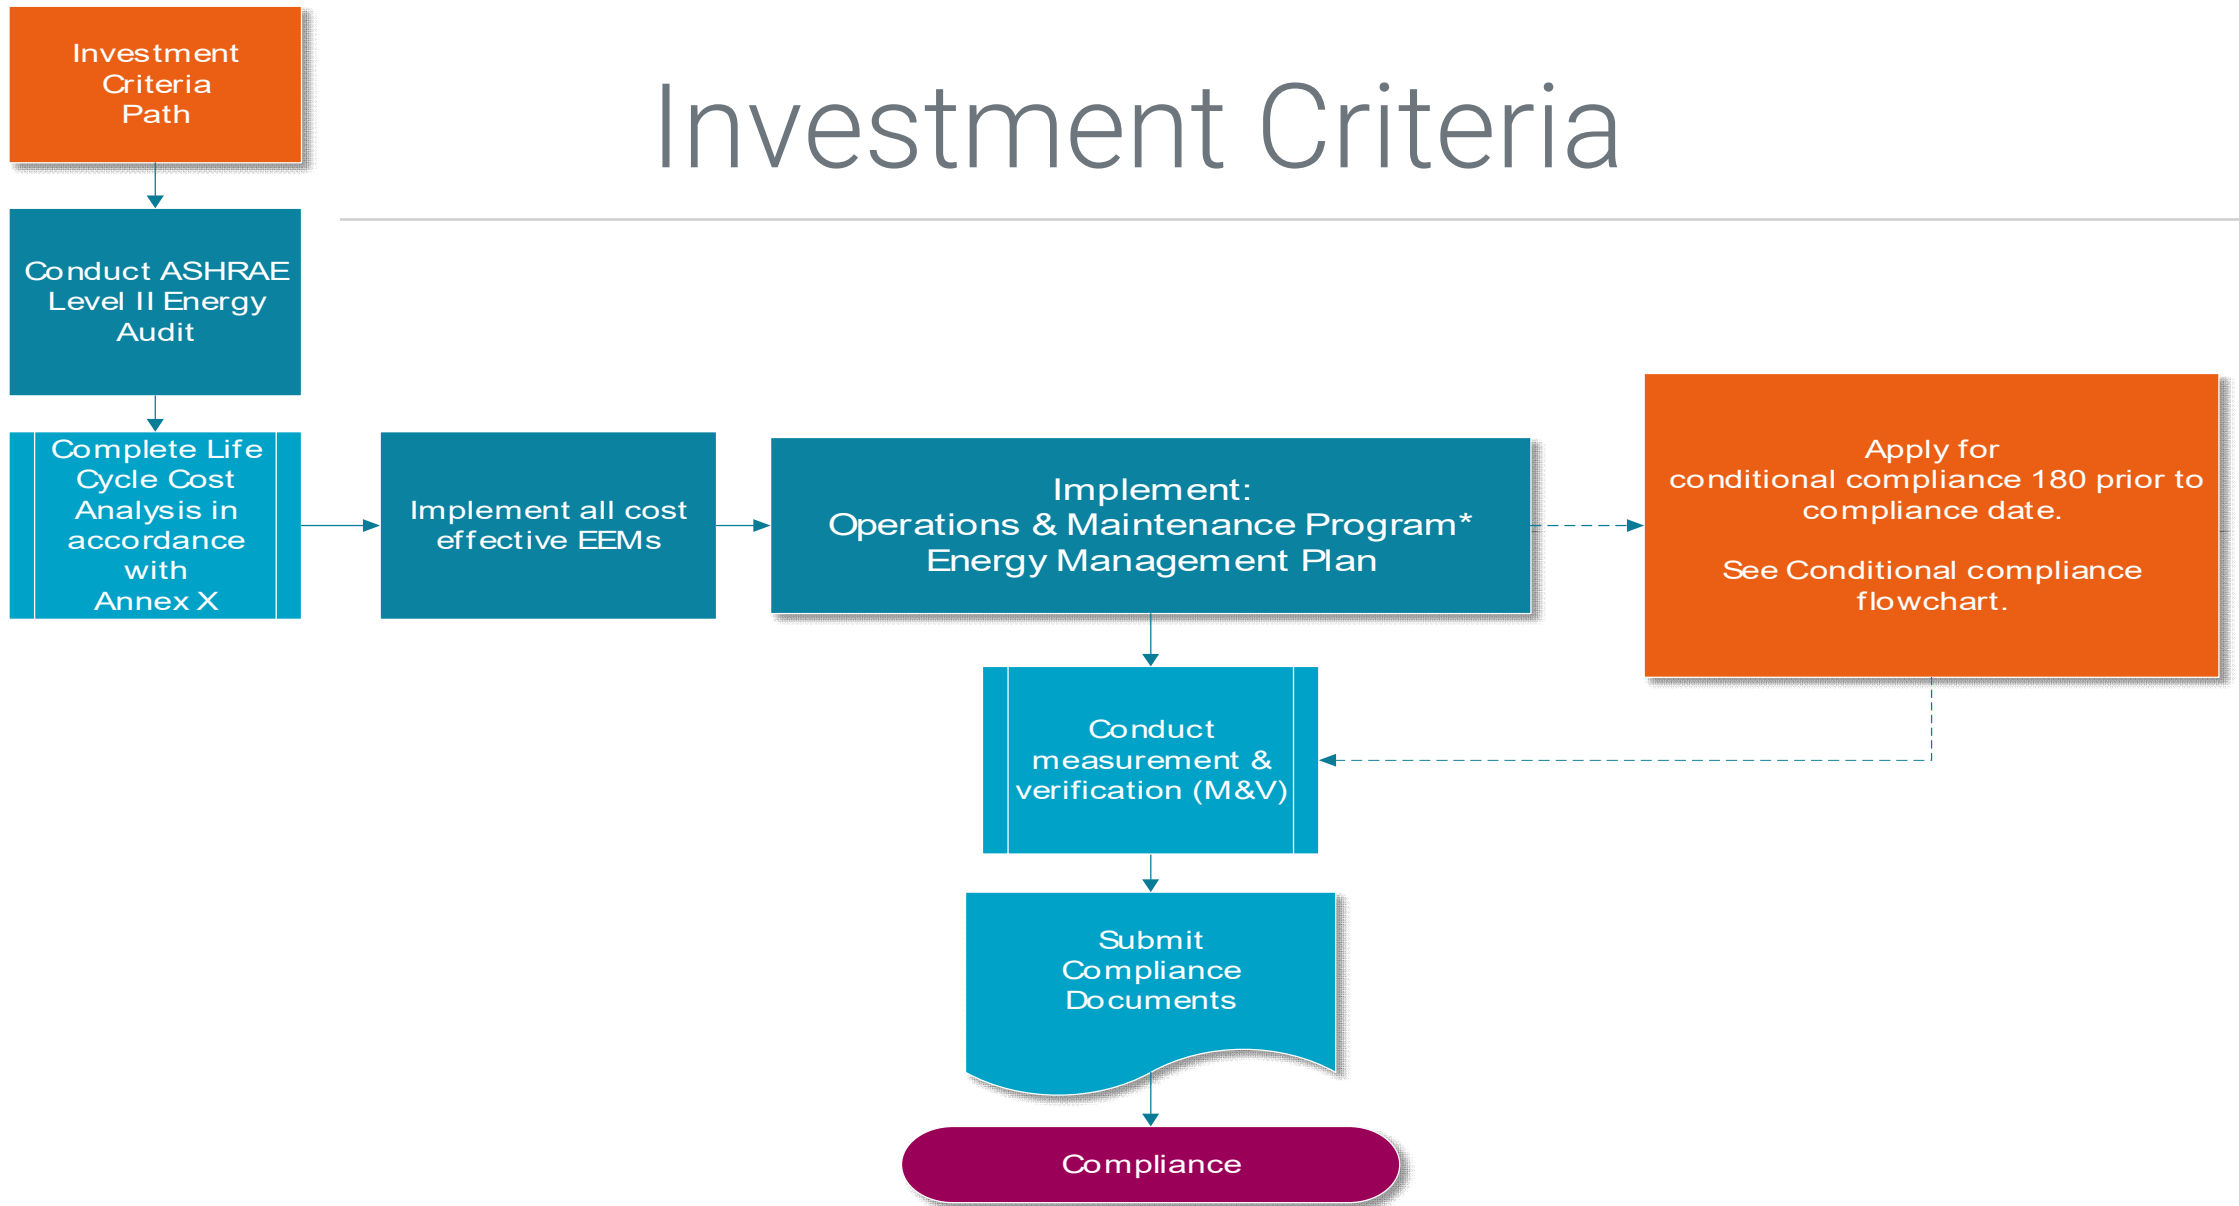 Investment
Criteria
Path
Investment Criteria
Conduct ASHRAE
Level II Energy
Audit
Complete Life
Cycle Cost
Analysis in
accordance
with
Annex X
Implement all cost
effective EEMs
Implement:
Operations & Maintenance Program*
Energy Management Plan
Apply for
conditional compliance 180 prior to
compliance date.
See Conditional compliance
flowchart.
Conduct
measurement &
verification (M&V)
Submit
Compliance
Documents
Compliance